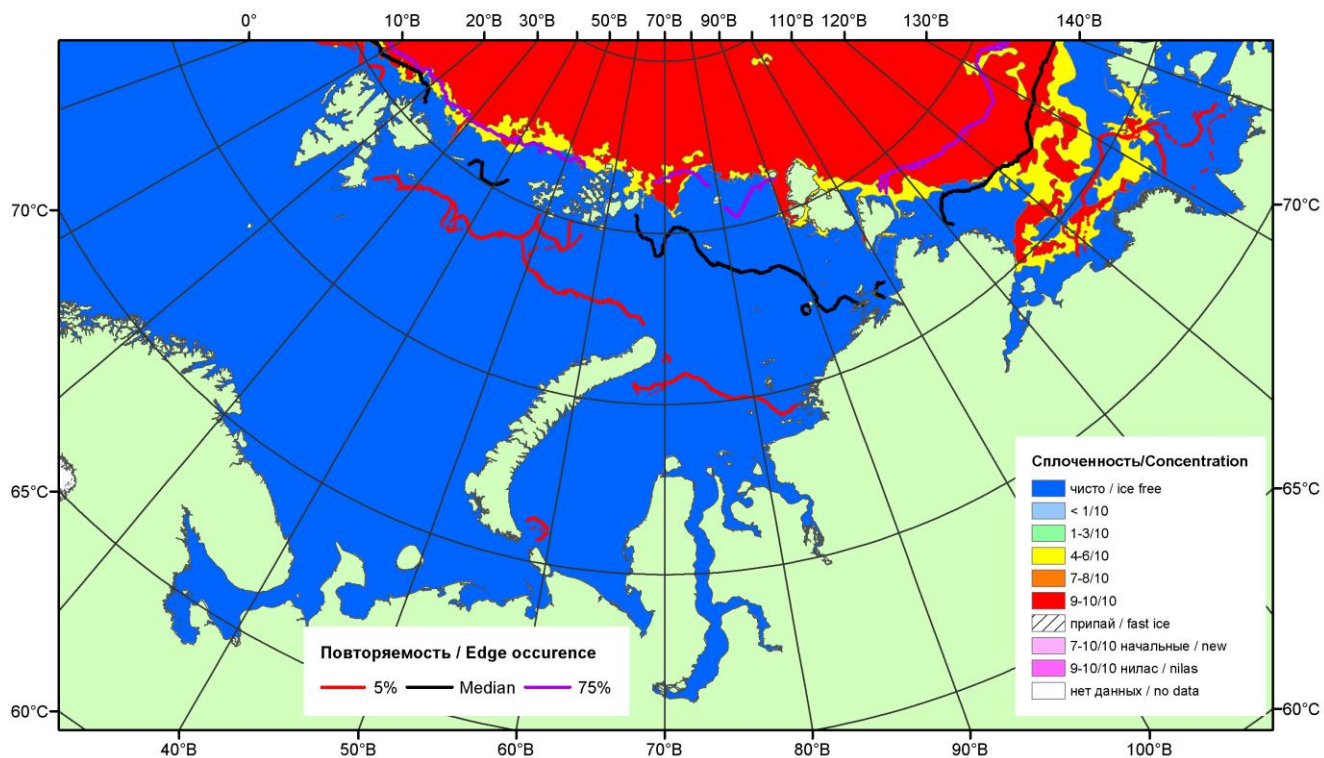 0° 10°В 20°В 30°В 50°В 70°В 90°В 110°В 120°В 130°В 140°В
70°С 70°С
Сплоченность/Concentration
чисто / ice free
65°С 65°С
< 1/10
1-3/10
4-6/10
7-8/10
9-10/10
припай / fast ice
7-10/10 начальные / new
9-10/10 нилас / nilas
нет данных / no data
Повторяемость / Edge occurence
5% Median 75%
60°С 60°С
40°В 50°В 60°В 70°В 80°В 90°В 100°В